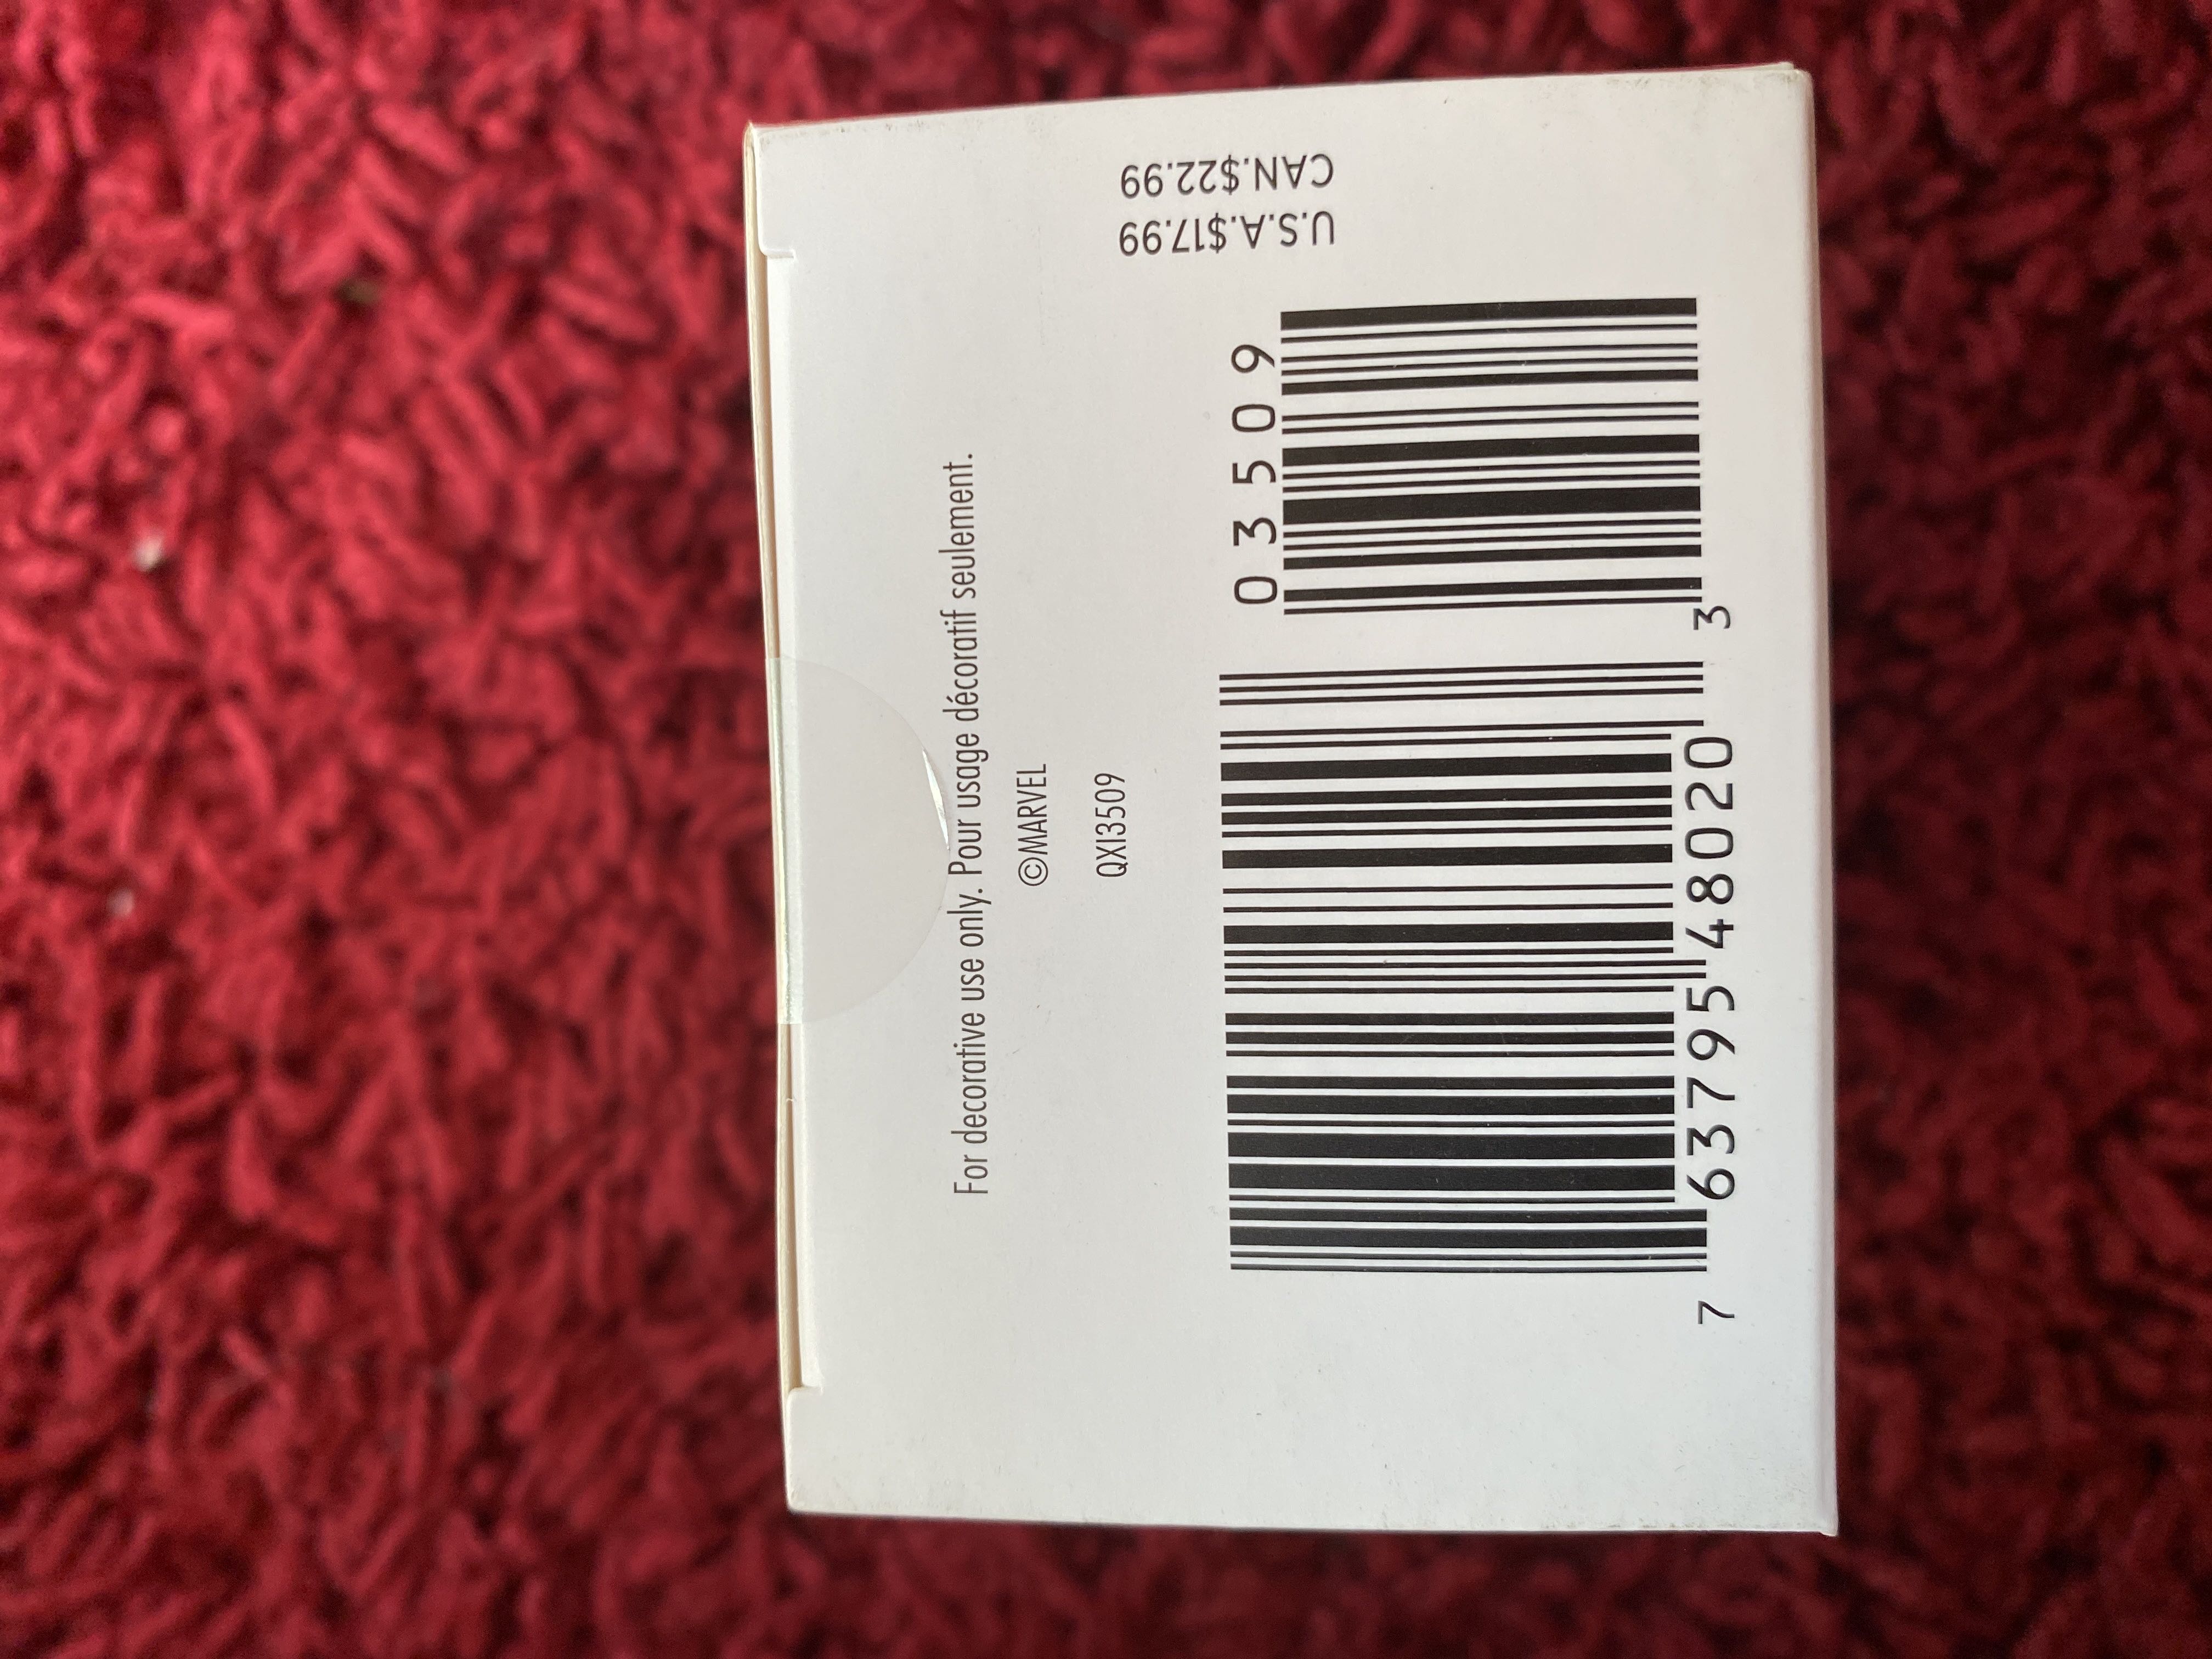 For decorative use only. Pour usage décoratif seulement.
©MARVEL
QXI3509
U.S.A.$17.99
CAN.$22.99
03509
7 63795 48020 3